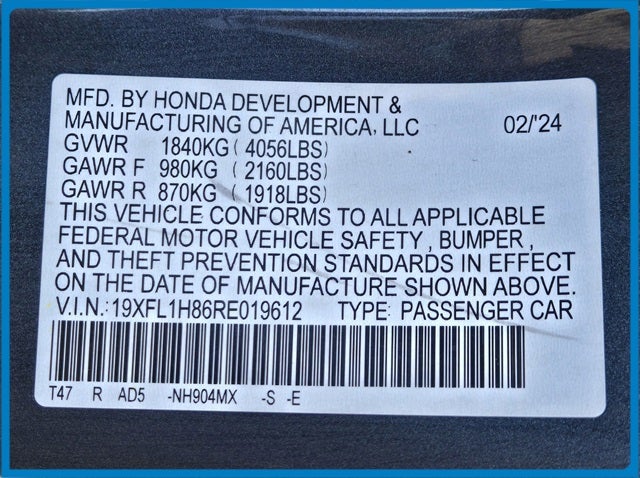 MFD. BY HONDA DEVELOPMENT &
MANUFACTURING OF AMERICA, LLC 02/'24
GVWR 1840KG ( 4056LBS)
GAWR F 980KG ( 2160LBS)
GAWR R 870KG ( 1918LBS)
THIS VEHICLE CONFORMS TO ALL APPLICABLE
FEDERAL MOTOR VEHICLE SAFETY, BUMPER,
AND THEFT PREVENTION STANDARDS IN EFFECT
ON THE DATE OF MANUFACTURE SHOWN ABOVE.
V.I.N.:19XFL1H86RE019612 TYPE: PASSENGER CAR
T47 R AD5 -NH904MX -S -E